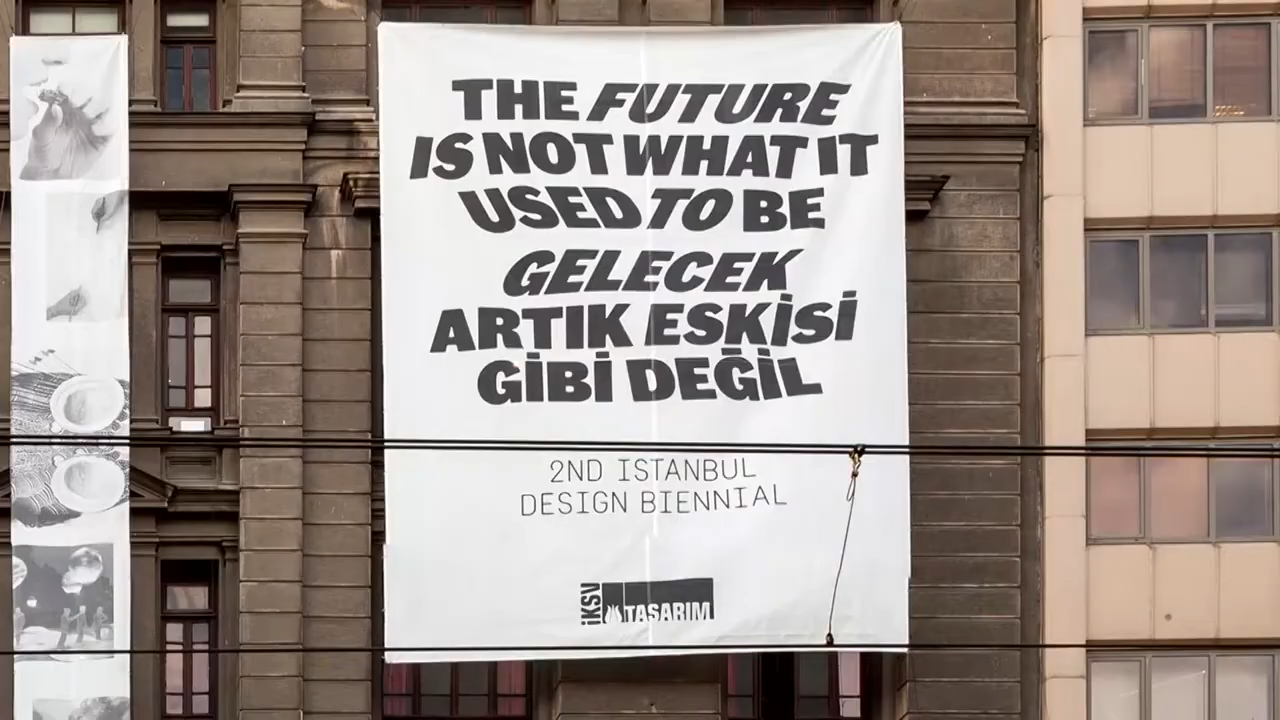 THE FUTURE
IS NOT WHAT IT
USED TO BE
GELECEK
ARTIK ESKİSİ
GİBİ DEĞİL
2ND ISTANBUL
DESIGN BIENNIAL
İKSV
TASARIM